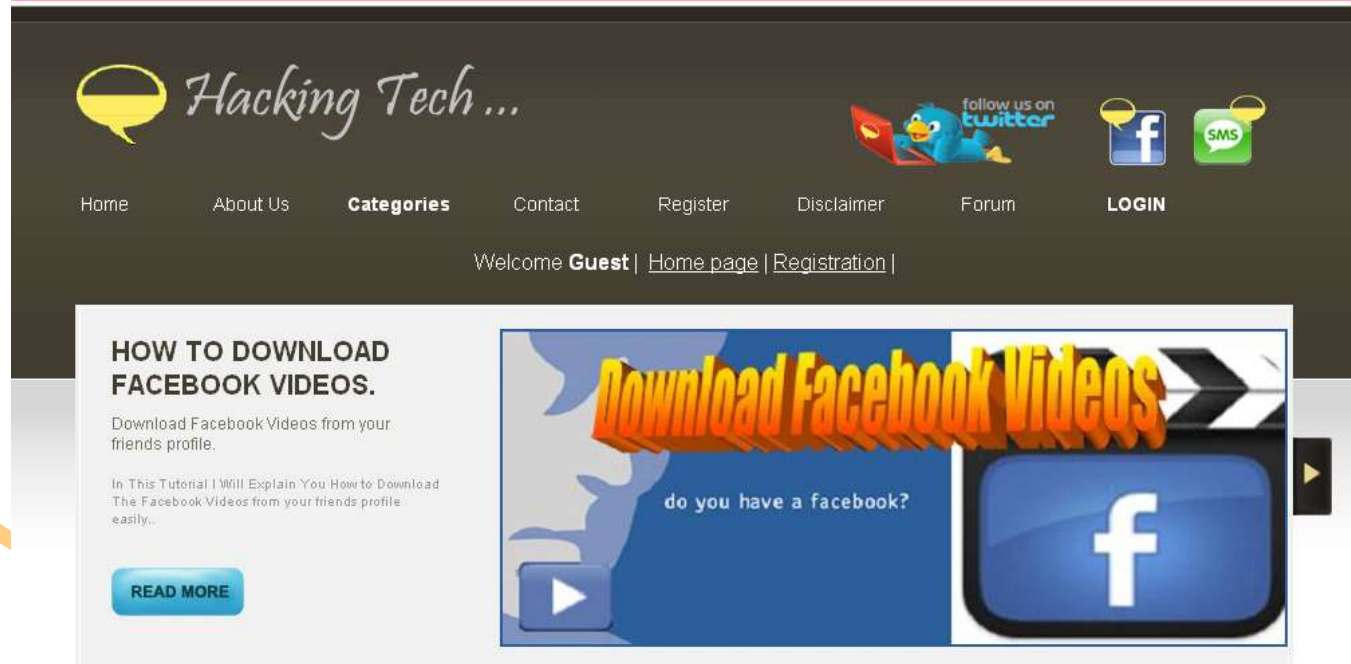 Hacking Tech ...
follow us on
twitter
f
SMS
Home About Us Categories Contact Register Disclaimer Forum LOGIN
Welcome Guest | Home page | Registration |
HOW TO DOWNLOAD
FACEBOOK VIDEOS.
Download Facebook Videos from your
friends profile.
In This Tutorial I Will Explain You How to Download
The Facebook Videos from your friends profile
easily..
READ MORE
Download Facebook Videos
do you have a facebook?
f